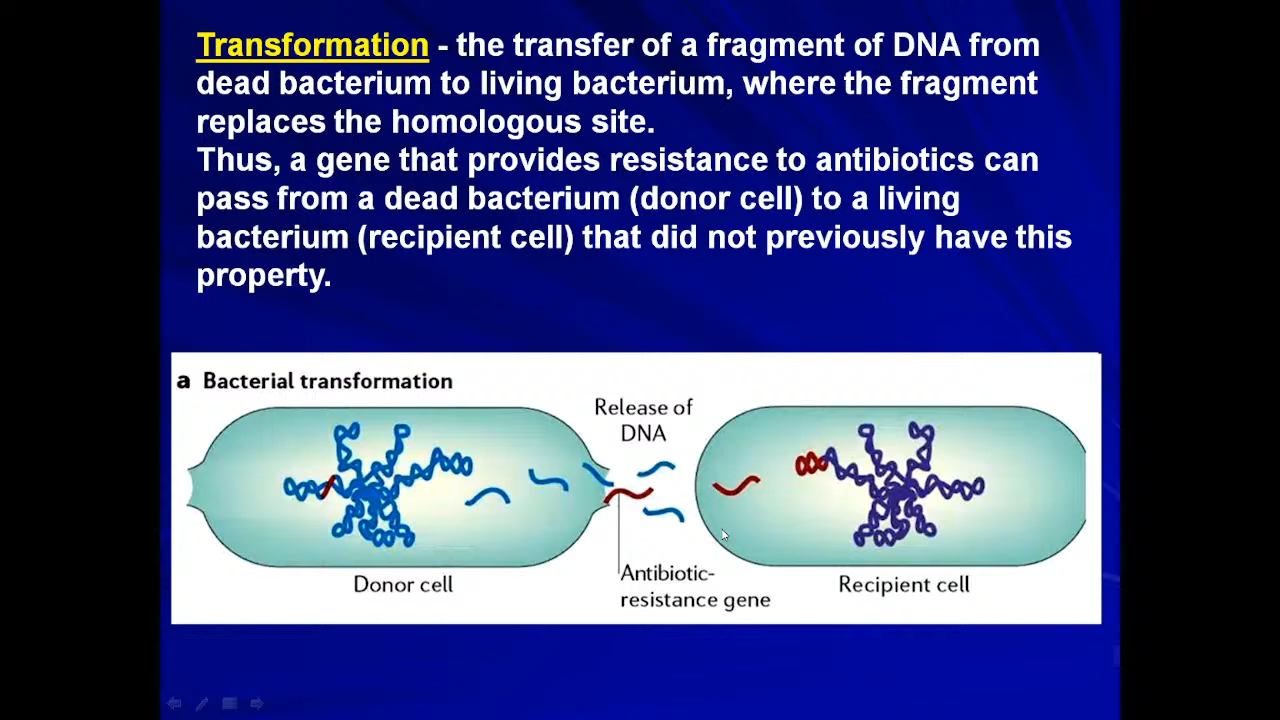 Transformation - the transfer of a fragment of DNA from
dead bacterium to living bacterium, where the fragment
replaces the homologous site.
Thus, a gene that provides resistance to antibiotics can
pass from a dead bacterium (donor cell) to a living
bacterium (recipient cell) that did not previously have this
property.
a Bacterial transformation
Release of
DNA
Donor cell
Antibiotic-
resistance gene
Recipient cell